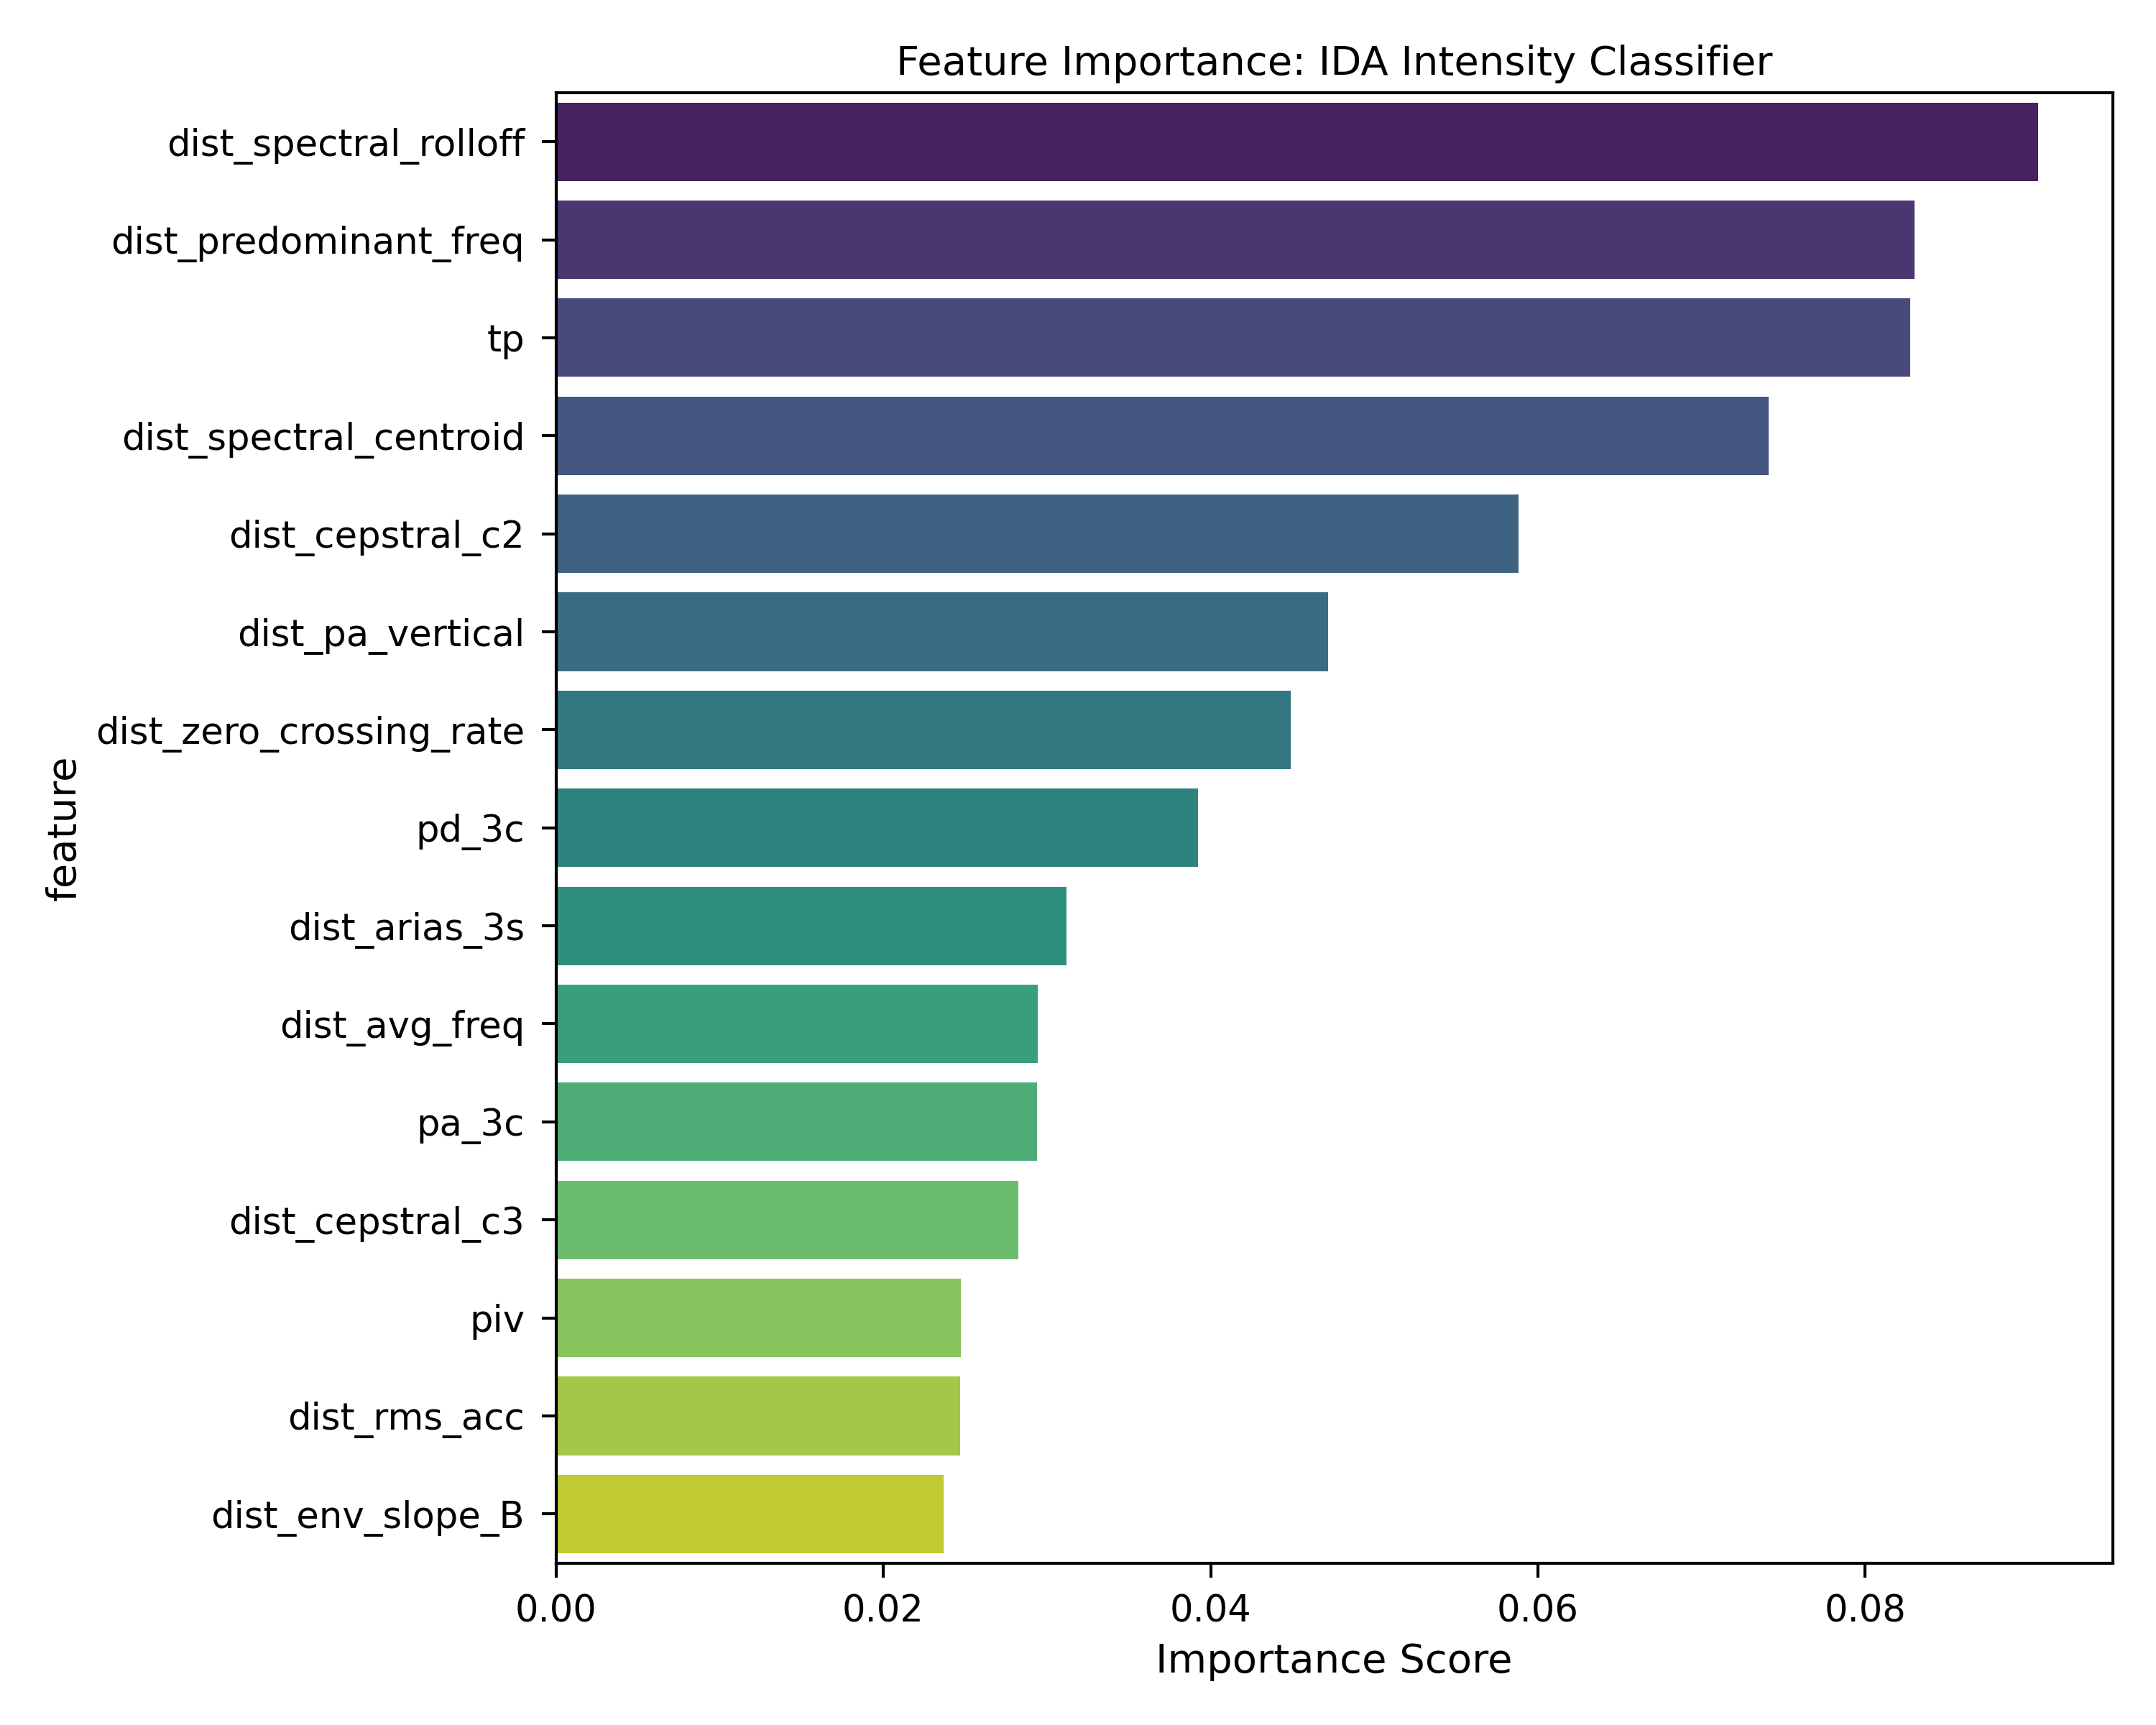 Feature Importance: IDA Intensity Classifier
dist_spectral_rolloff
dist_predominant_freq
tp
dist_spectral_centroid
dist_cepstral_c2
dist_pa_vertical
dist_zero_crossing_rate
pd_3c
dist_arias_3s
dist_avg_freq
pa_3c
dist_cepstral_c3
piv
dist_rms_acc
dist_env_slope_B
feature
0.00 0.02 0.04 0.06 0.08
Importance Score